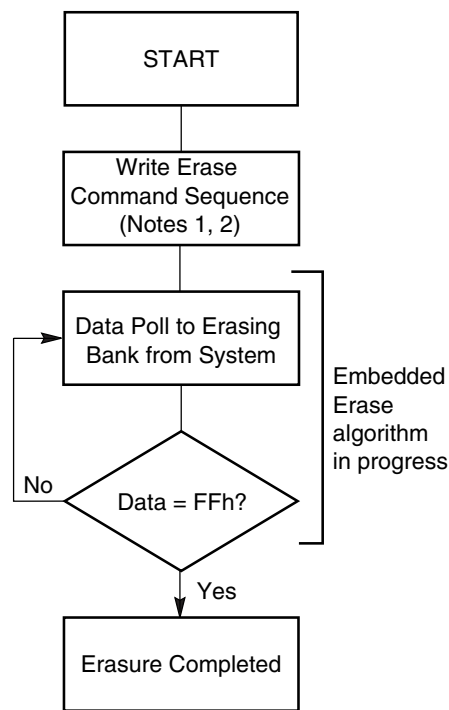 START
Write Erase
Command Sequence
(Notes 1, 2)
Data Poll to Erasing
Bank from System
Embedded
Erase
algorithm
in progress
No
Data = FFh?
Yes
Erasure Completed